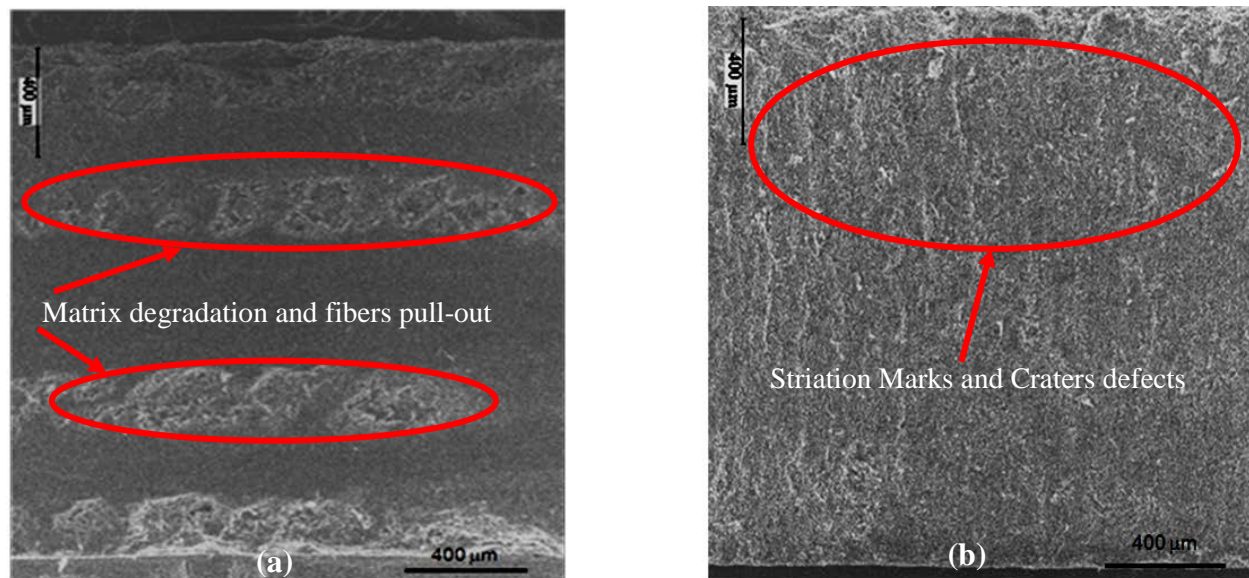 400 µm
Matrix degradation and fibers pull-out
(a)
400 µm
400 µm
Striation Marks and Craters defects
(b)
400 µm